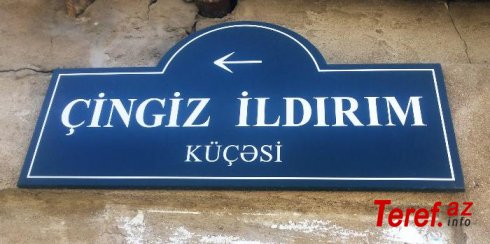 ÇİNGİZ İLDIRIM
KÜÇƏSİ
Teref.az
info